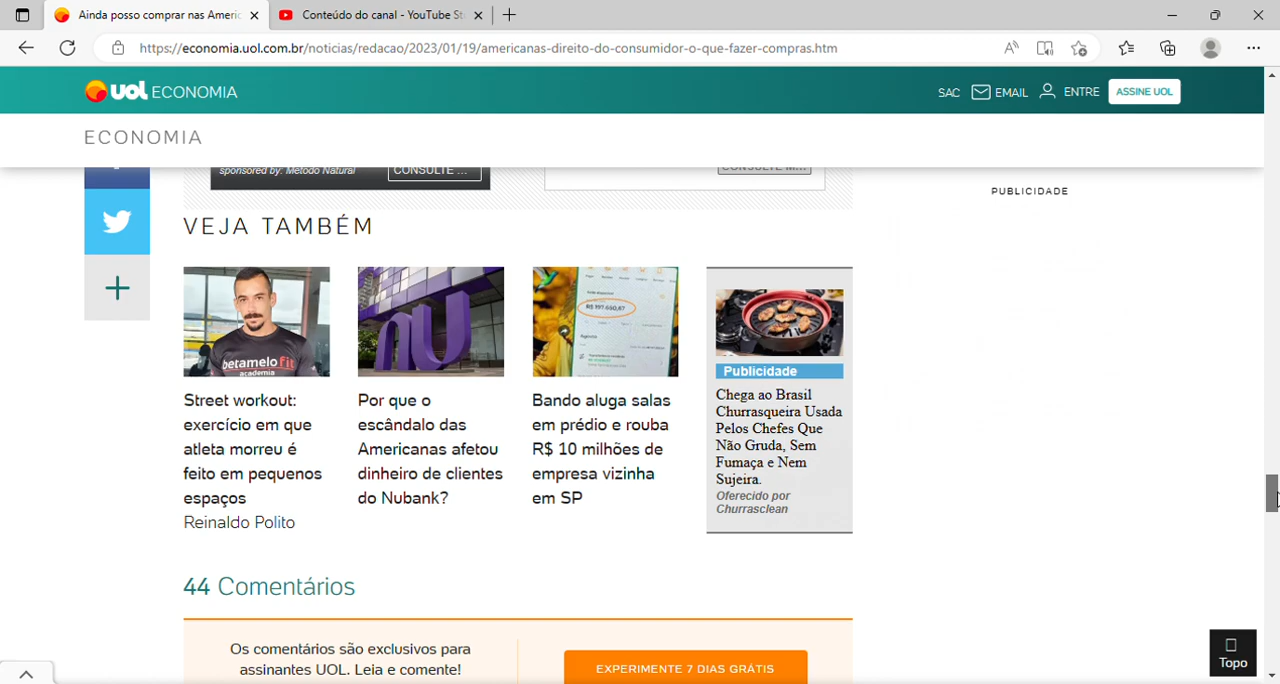 Ainda posso comprar nas Americ
Conteúdo do canal - YouTube St
https://economia.uol.com.br/noticias/redacao/2023/01/19/americanas-direito-do-consumidor-o-que-fazer-compras.htm
UOL ECONOMIA
SAC EMAIL ENTRE ASSINE UOL
ECONOMIA
sponsored by: Metodo Natural
CONSULTE ...
CONSULTE M...
PUBLICIDADE
VEJA TAMBÉM
betamelo fit
academia
Street workout:
exercício em que
atleta morreu é
feito em pequenos
espaços
Reinaldo Polito
nu
Por que o
escândalo das
Americanas afetou
dinheiro de clientes
do Nubank?
Bando aluga salas
em prédio e rouba
R$ 10 milhões de
empresa vizinha
em SP
Publicidade
Chega ao Brasil
Churrasqueira Usada
Pelos Chefes Que
Não Gruda, Sem
Fumaça e Nem
Sujeira.
Oferecido por
Churrasclean
44 Comentários
Os comentários são exclusivos para
assinantes UOL. Leia e comente!
EXPERIMENTE 7 DIAS GRÁTIS
Topo